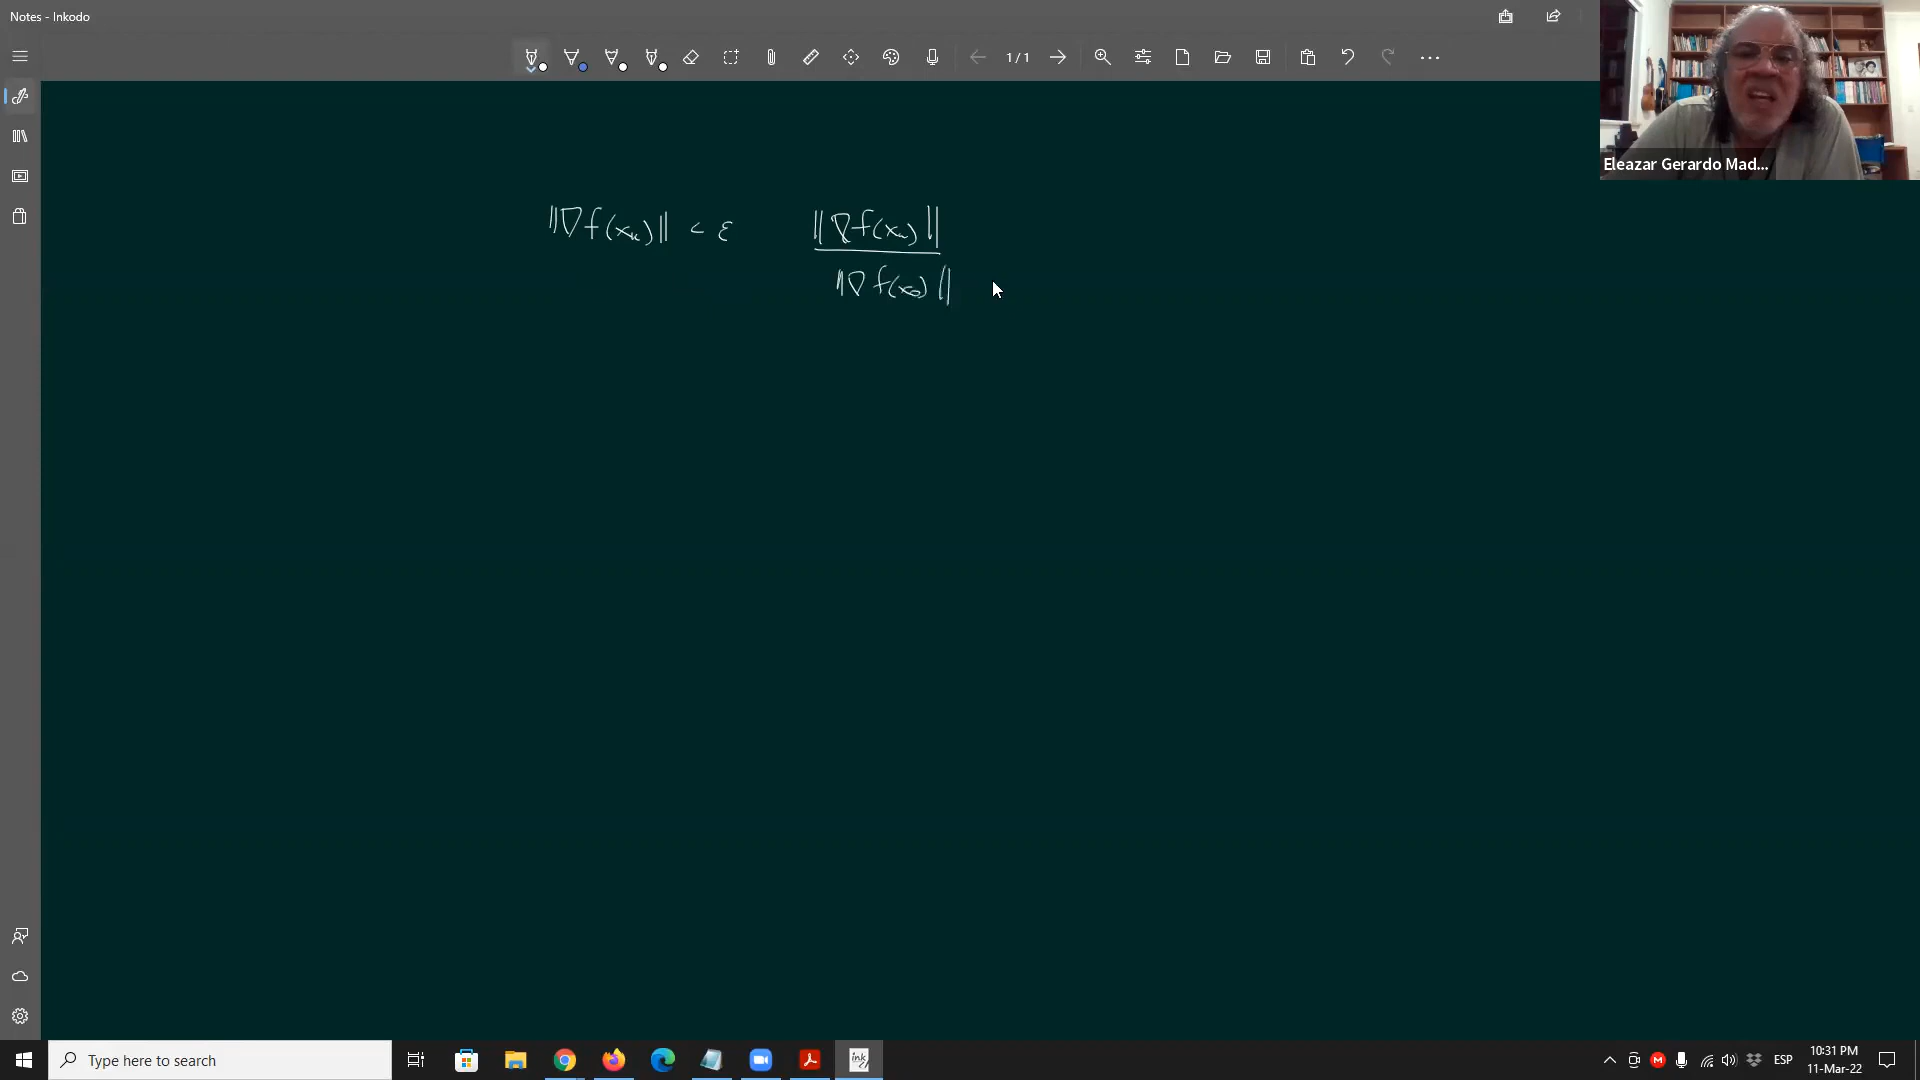 Notes - Inkodo
1 / 1
Eleazar Gerardo Mad...
‖∇f(xₖ)‖ < ε
‖∇f(xₖ)‖
‖∇f(x₀)‖
Type here to search
ink
M
ESP
10:31 PM
11-Mar-22